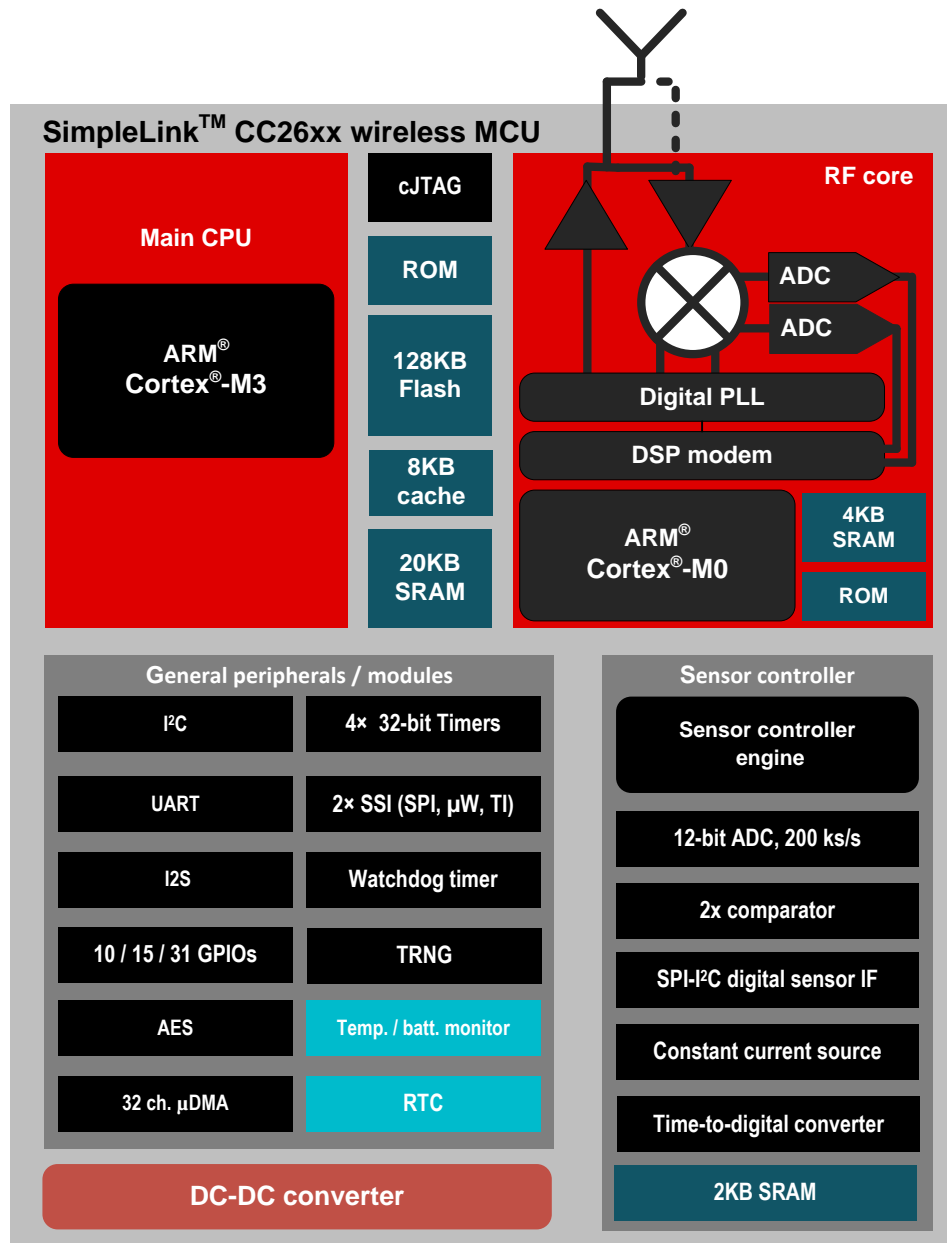 SimpleLink™ CC26xx wireless MCU
Main CPU
ARM®
Cortex®-M3
cJTAG
ROM
128KB
Flash
8KB
cache
20KB
SRAM
RF core
ADC
ADC
Digital PLL
DSP modem
ARM®
Cortex®-M0
4KB
SRAM
ROM
General peripherals / modules
I²C
4× 32-bit Timers
UART
2× SSI (SPI, µW, TI)
I2S
Watchdog timer
10 / 15 / 31 GPIOs
TRNG
AES
Temp. / batt. monitor
32 ch. µDMA
RTC
DC-DC converter
Sensor controller
Sensor controller
engine
12-bit ADC, 200 ks/s
2x comparator
SPI-I²C digital sensor IF
Constant current source
Time-to-digital converter
2KB SRAM